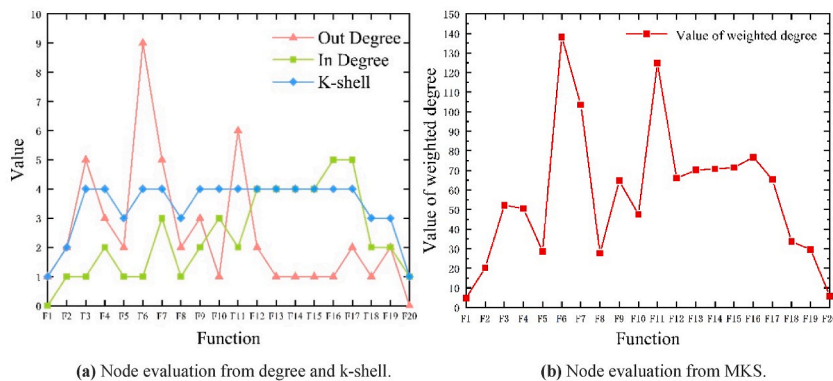 10
9
8
7
6
5
4
3
2
1
0
Value
Out Degree
In Degree
K-shell
F1 F2 F3 F4 F5 F6 F7 F8 F9 F10 F11 F12 F13 F14 F15 F16 F17 F18 F19 F20
Function
(a) Node evaluation from degree and k-shell.
150
140
130
120
110
100
90
80
70
60
50
40
30
20
10
0
Value of weighted degree
Value of weighted degree
F1 F2 F3 F4 F5 F6 F7 F8 F9 F10 F11 F12 F13 F14 F15 F16 F17 F18 F19 F20
Function
(b) Node evaluation from MKS.